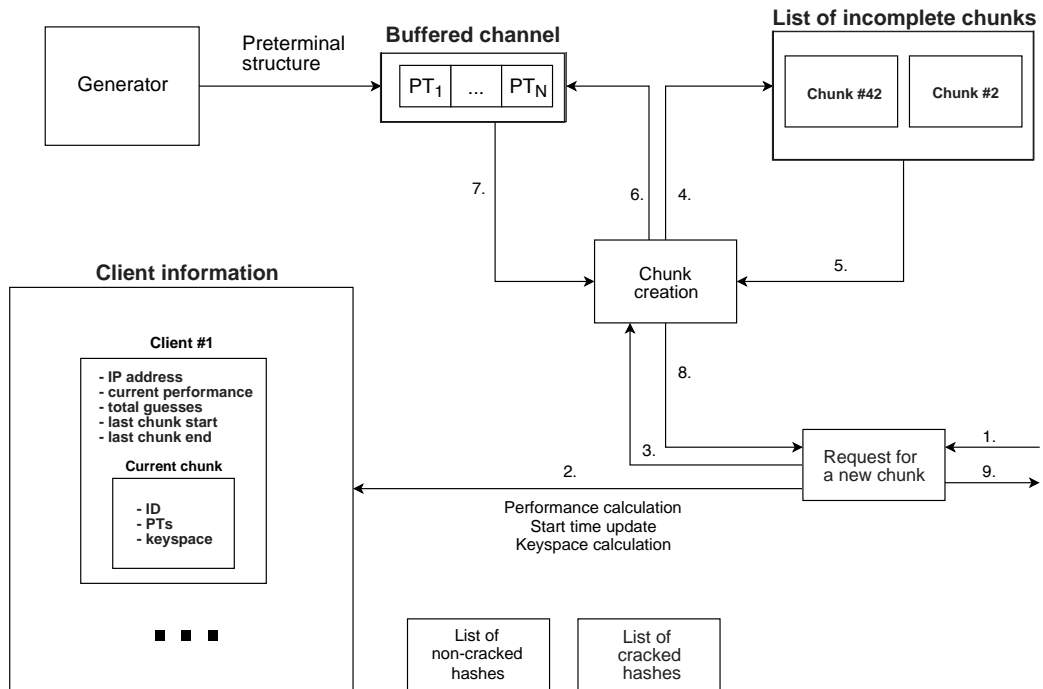 List of incomplete chunks
Buffered channel
Preterminal
structure
Generator
PT1
...
PTN
Chunk #42
Chunk #2
7.
6.
4.
5.
Chunk
creation
Client information
Client #1
- IP address
- current performance
- total guesses
- last chunk start
- last chunk end
Current chunk
- ID
- PTs
- keyspace
8.
3.
Request for
a new chunk
1.
9.
2.
Performance calculation
Start time update
Keyspace calculation
List of
non-cracked
hashes
List of
cracked
hashes